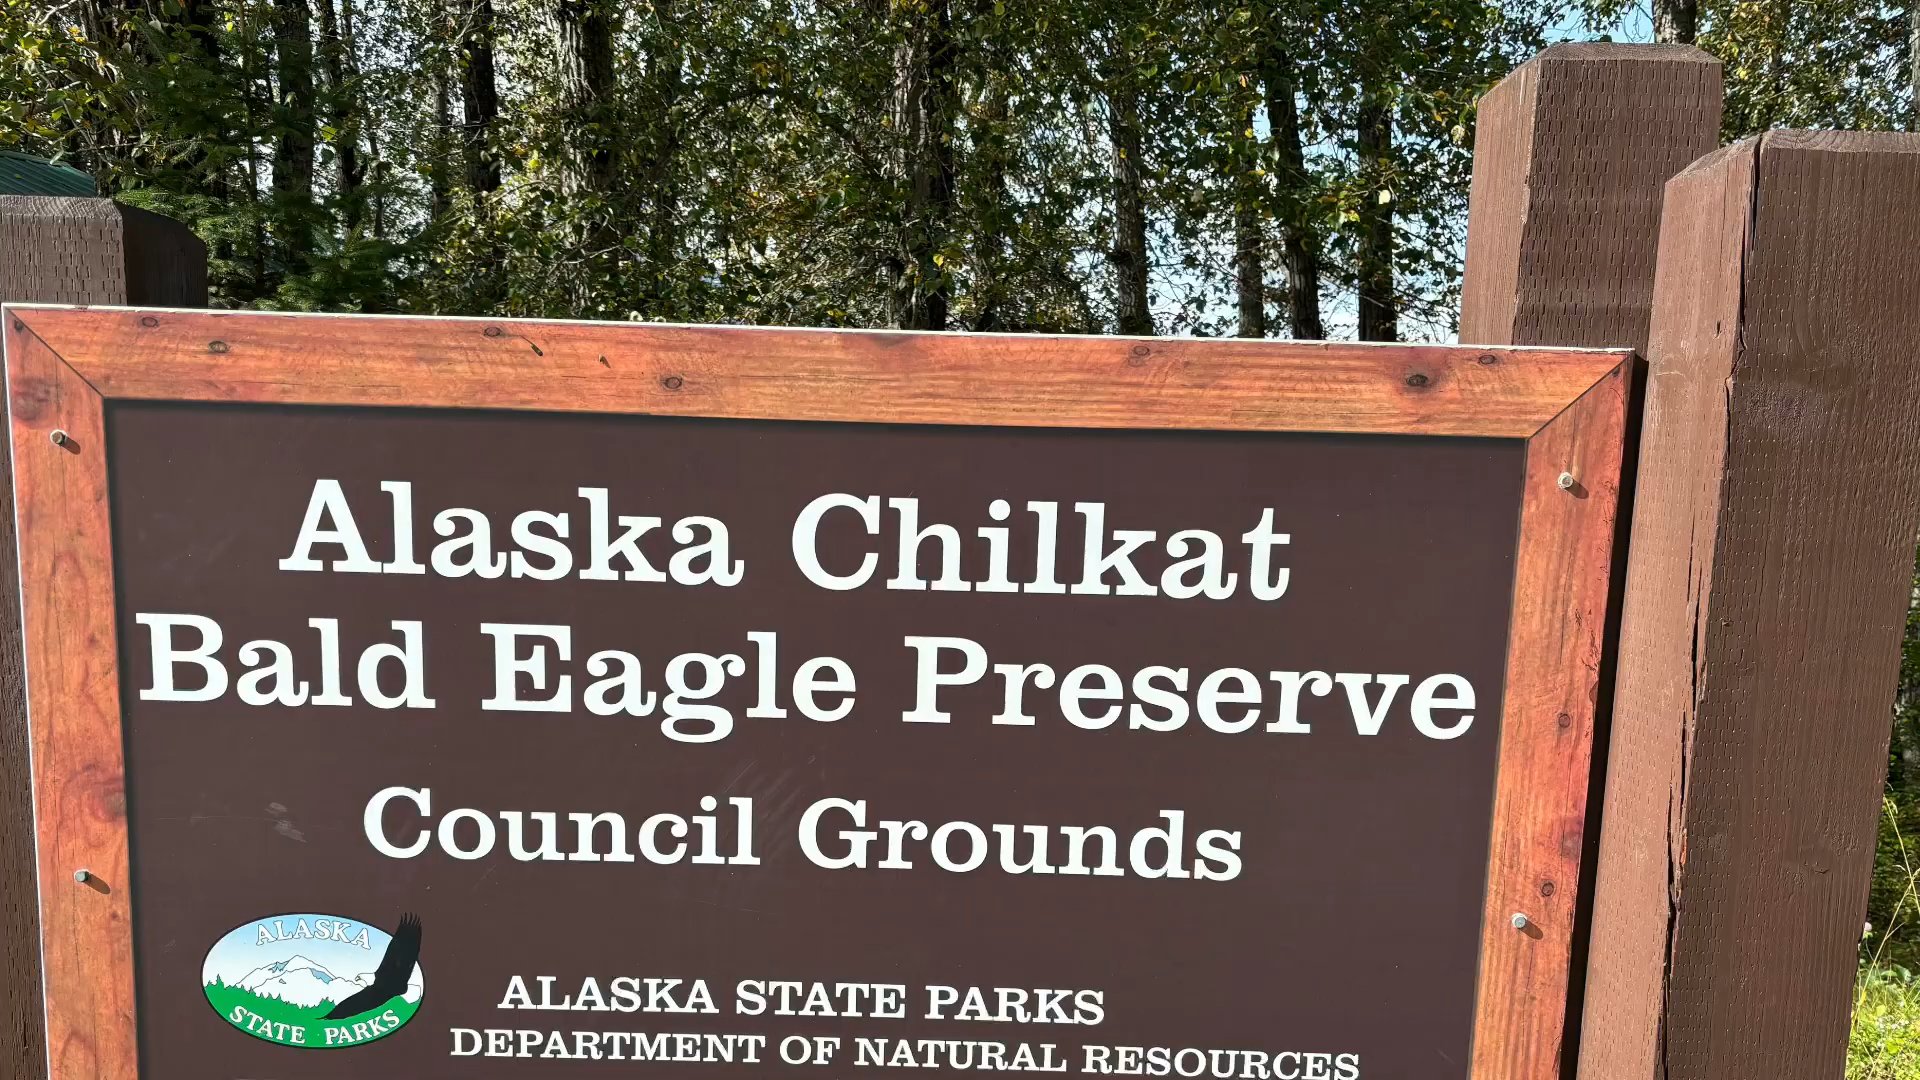 Alaska Chilkat
Bald Eagle Preserve
Council Grounds
ALASKA
STATE PARKS
ALASKA STATE PARKS
DEPARTMENT OF NATURAL RESOURCES